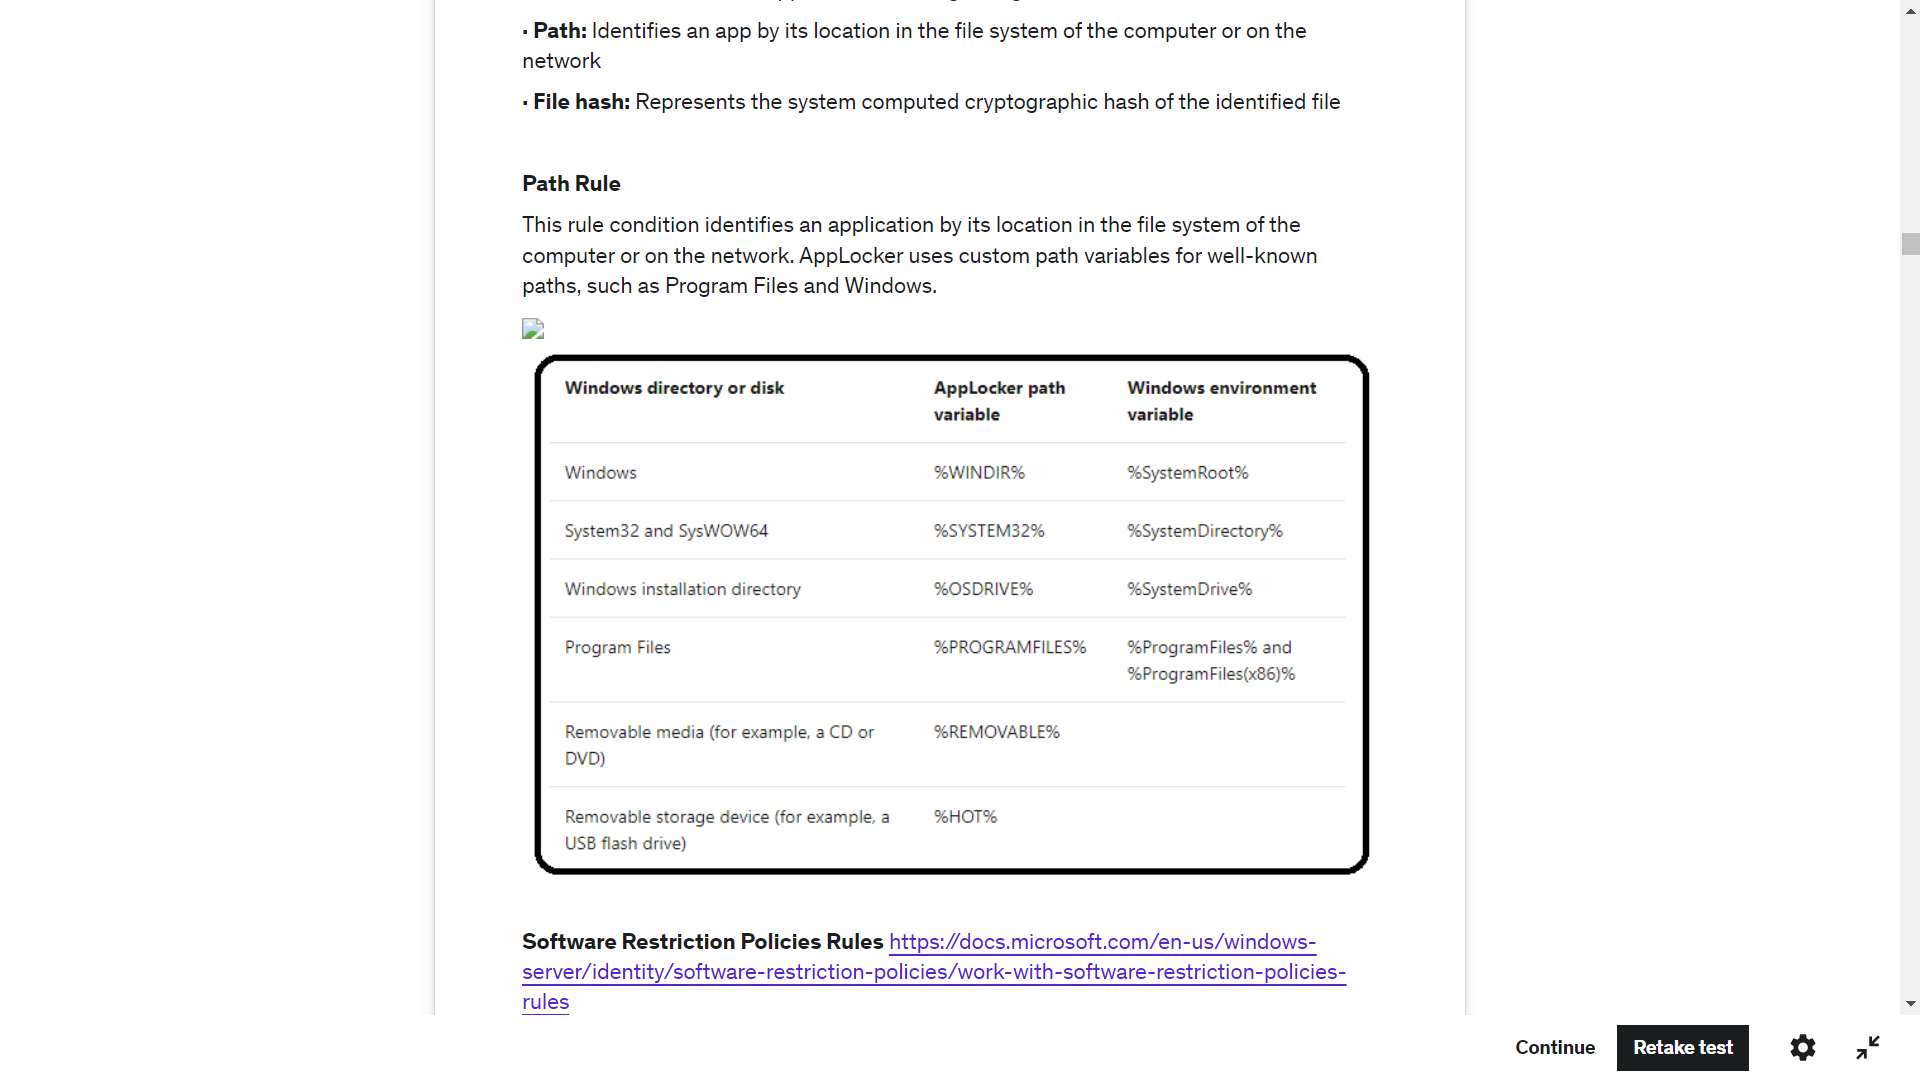 · Path: Identifies an app by its location in the file system of the computer or on the
network
· File hash: Represents the system computed cryptographic hash of the identified file
Path Rule
This rule condition identifies an application by its location in the file system of the
computer or on the network. AppLocker uses custom path variables for well-known
paths, such as Program Files and Windows.
Windows directory or disk AppLocker path variable Windows environment variable
Windows %WINDIR% %SystemRoot%
System32 and SysWOW64 %SYSTEM32% %SystemDirectory%
Windows installation directory %OSDRIVE% %SystemDrive%
Program Files %PROGRAMFILES% %ProgramFiles% and
%ProgramFiles(x86)%
Removable media (for example, a CD or %REMOVABLE%
DVD)
Removable storage device (for example, a %HOT%
USB flash drive)
Software Restriction Policies Rules https://docs.microsoft.com/en-us/windows-
server/identity/software-restriction-policies/work-with-software-restriction-policies-
rules
Continue Retake test